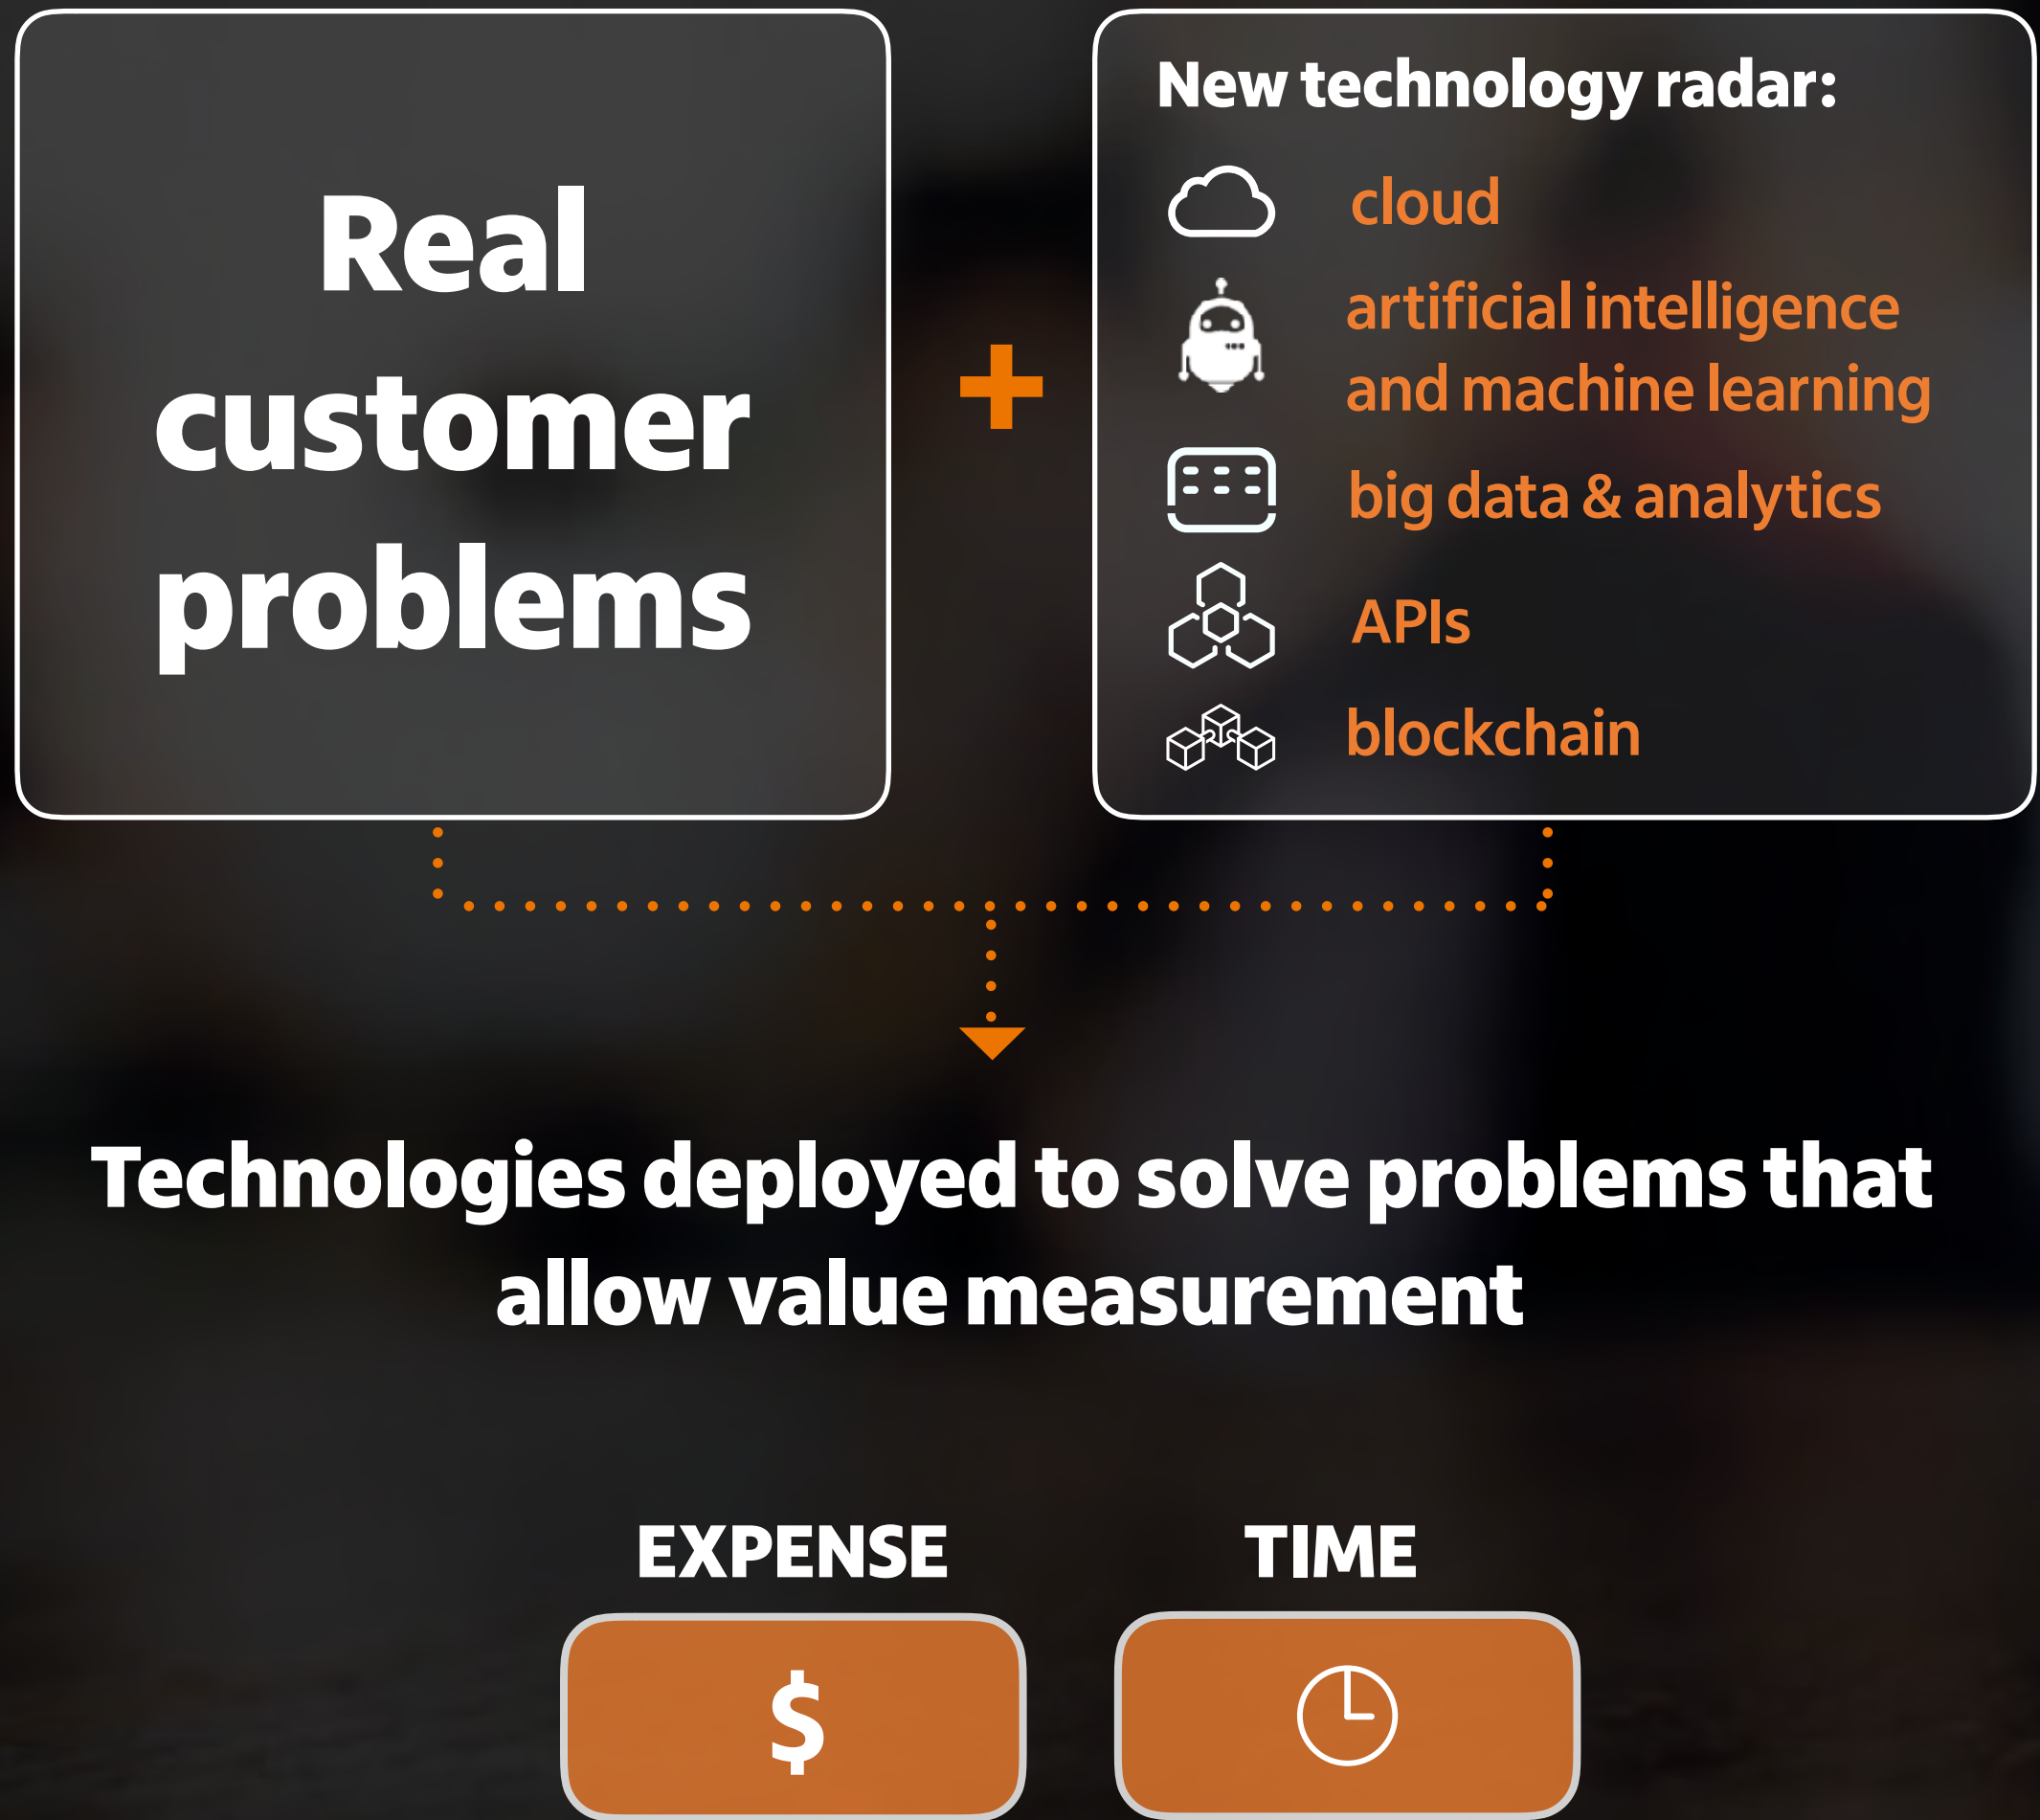 Real
customer
problems
+
New technology radar:
cloud
artificial intelligence
and machine learning
big data & analytics
APIs
blockchain
Technologies deployed to solve problems that
allow value measurement
EXPENSE
TIME
$